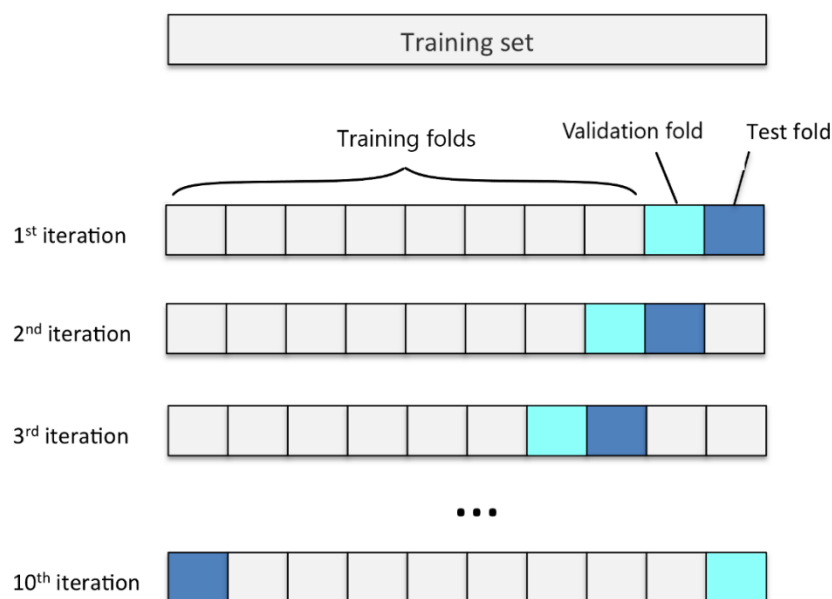 Training set
Training folds
Validation fold
Test fold
1st iteration
2nd iteration
3rd iteration
...
10th iteration